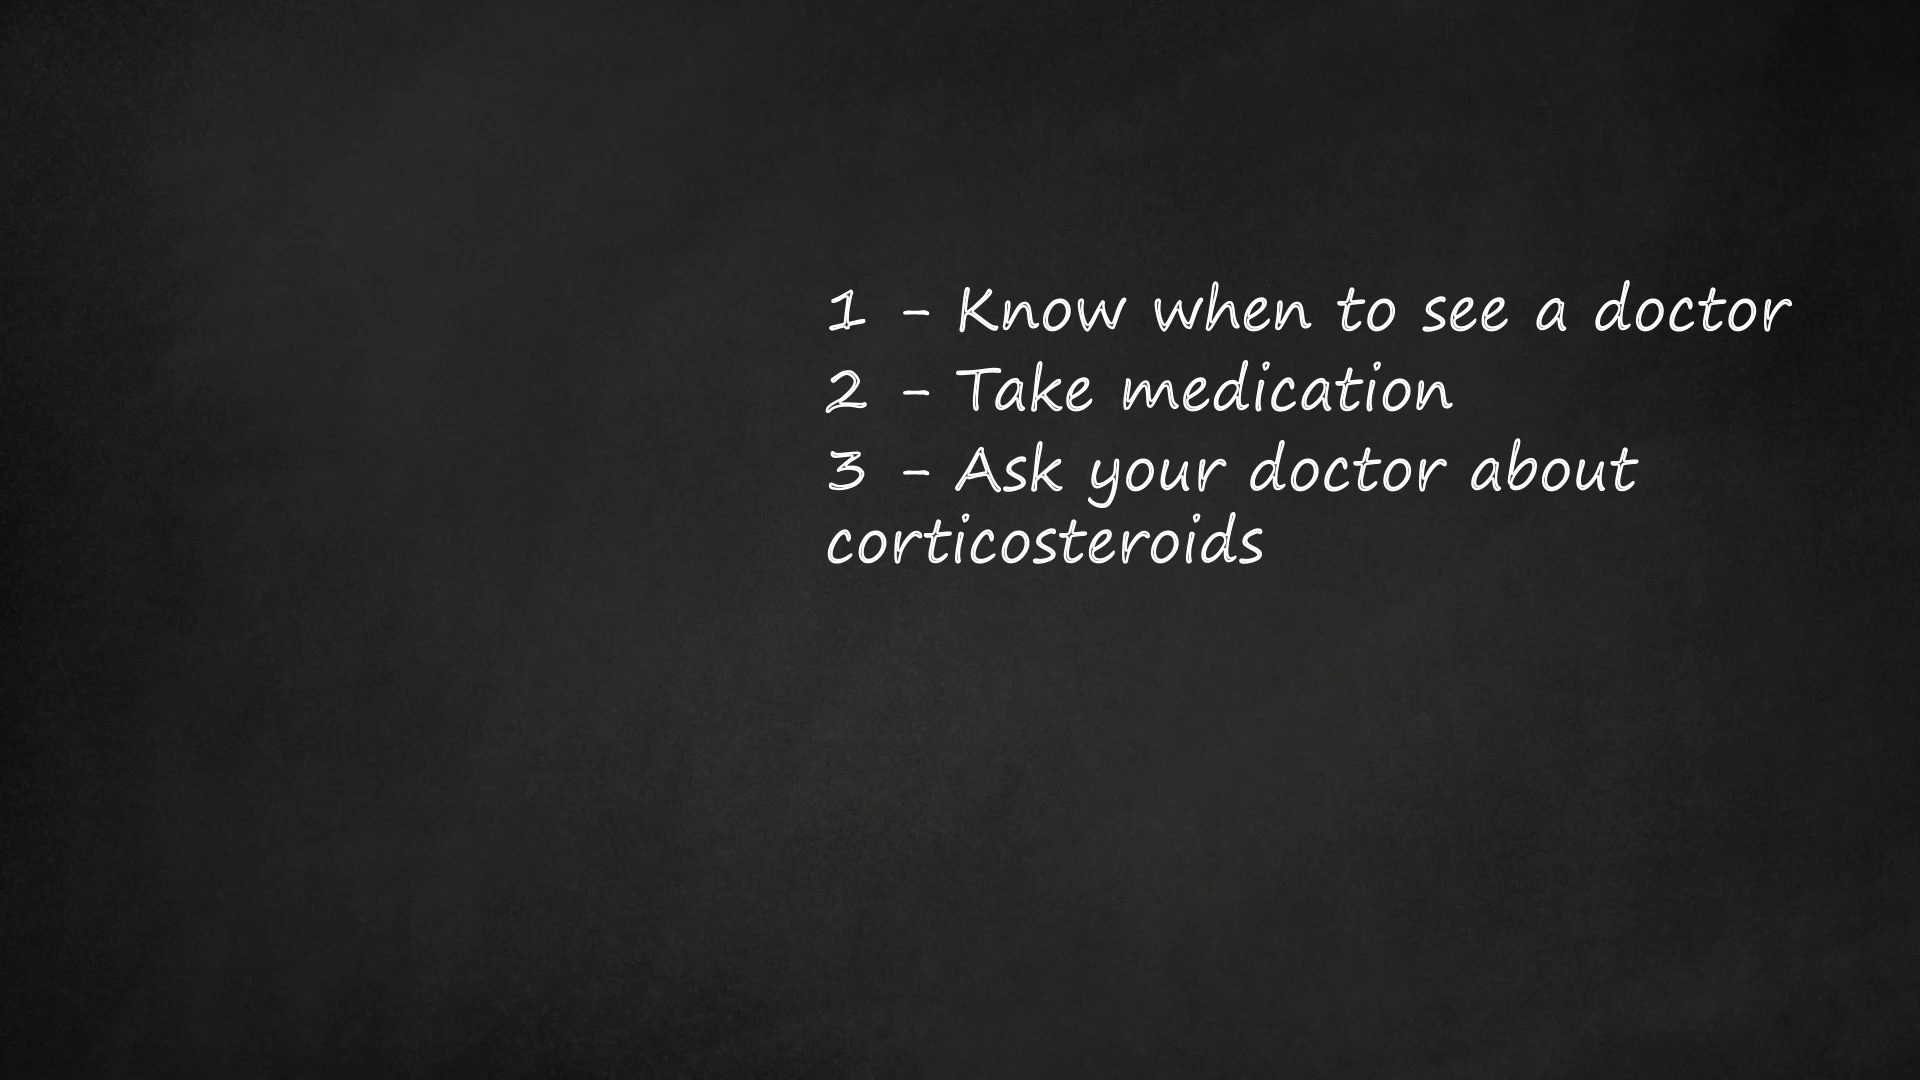 1 - Know when to see a doctor
2 - Take medication
3 - Ask your doctor about
corticosteroids